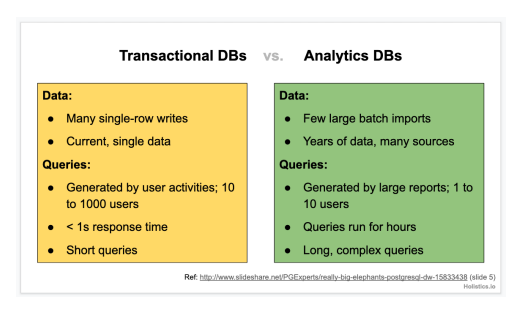 Transactional DBs vs. Analytics DBs
Data:
● Many single-row writes
● Current, single data
Queries:
● Generated by user activities; 10
to 1000 users
● < 1s response time
● Short queries
Data:
● Few large batch imports
● Years of data, many sources
Queries:
● Generated by large reports; 1 to
10 users
● Queries run for hours
● Long, complex queries
Ref: http://www.slideshare.net/PGExperts/really-big-elephants-postgresql-dw-15833438 (slide 5)
Holistics.io